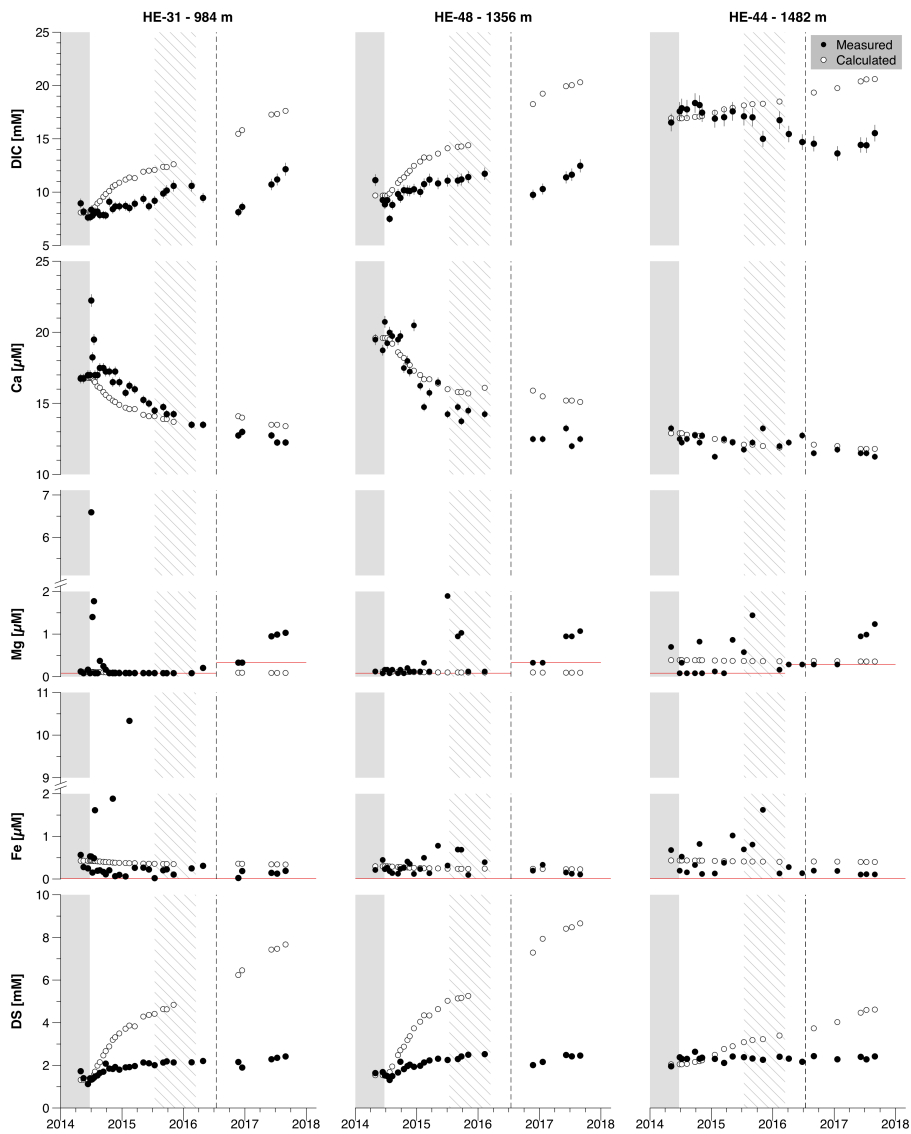 HE-31 - 984 m
HE-48 - 1356 m
HE-44 - 1482 m
Measured
Calculated
DIC [mM]
25
20
15
10
5
Ca [µM]
25
20
15
10
Mg [µM]
7
6
2
1
0
Fe [µM]
11
10
9
2
1
0
DS [mM]
10
8
6
4
2
0
2014 2015 2016 2017 2018
2014 2015 2016 2017 2018
2014 2015 2016 2017 2018